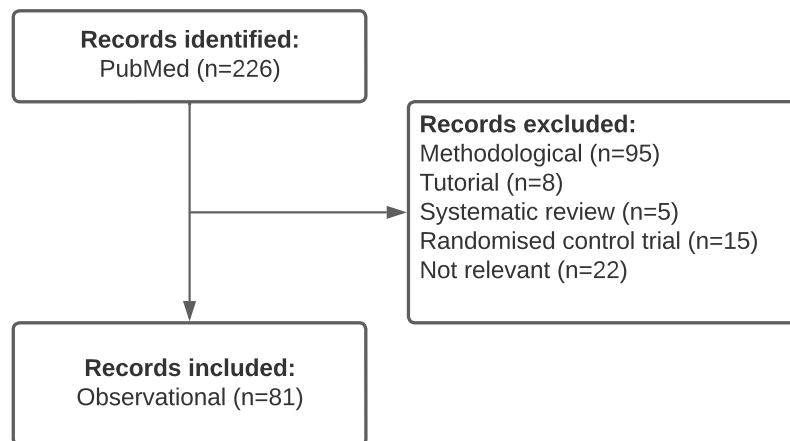 Records identified:
PubMed (n=226)
Records excluded:
Methodological (n=95)
Tutorial (n=8)
Systematic review (n=5)
Randomised control trial (n=15)
Not relevant (n=22)
Records included:
Observational (n=81)